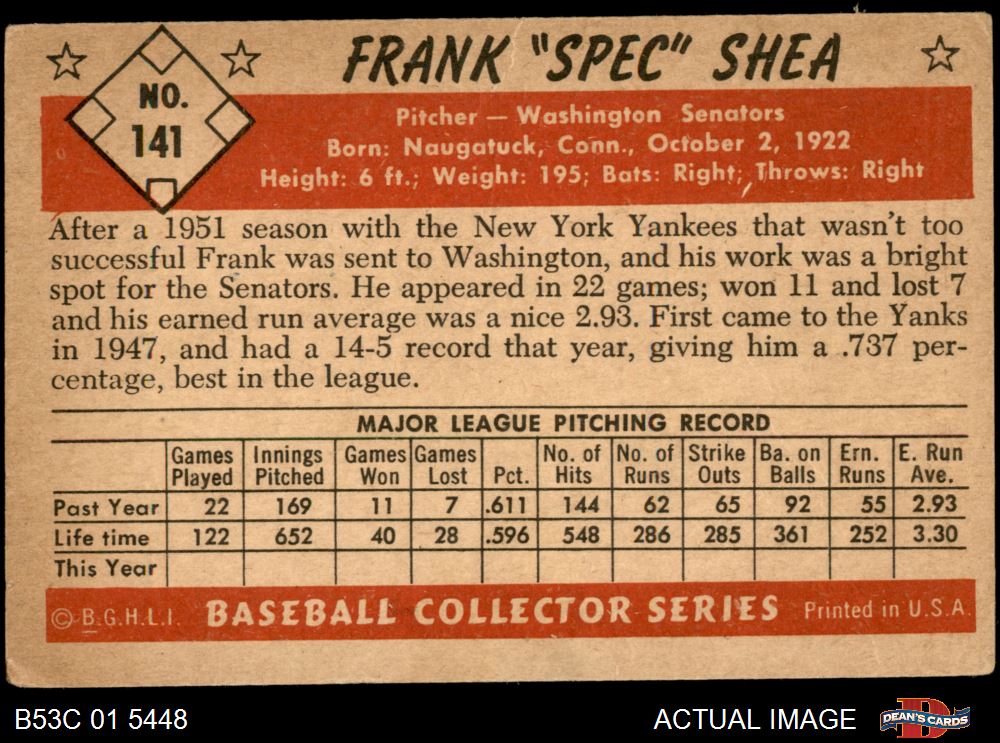 NO.
141
FRANK "SPEC" SHEA
Pitcher — Washington Senators
Born: Naugatuck, Conn., October 2, 1922
Height: 6 ft.; Weight: 195; Bats: Right; Throws: Right
After a 1951 season with the New York Yankees that wasn't too
successful Frank was sent to Washington, and his work was a bright
spot for the Senators. He appeared in 22 games; won 11 and lost 7
and his earned run average was a nice 2.93. First came to the Yanks
in 1947, and had a 14-5 record that year, giving him a .737 per-
centage, best in the league.
MAJOR LEAGUE PITCHING RECORD
Games Played Innings Pitched Games Won Games Lost Pct. No. of Hits No. of Runs Strike Outs Ba. on Balls Ern. Runs E. Run Ave.
Past Year 22 169 11 7 .611 144 62 65 92 55 2.93
Life time 122 652 40 28 .596 548 286 285 361 252 3.30
This Year
© B.G.H.L.I. BASEBALL COLLECTOR SERIES Printed in U.S.A.
B53C 01 5448 ACTUAL IMAGE DEAN'S CARDS